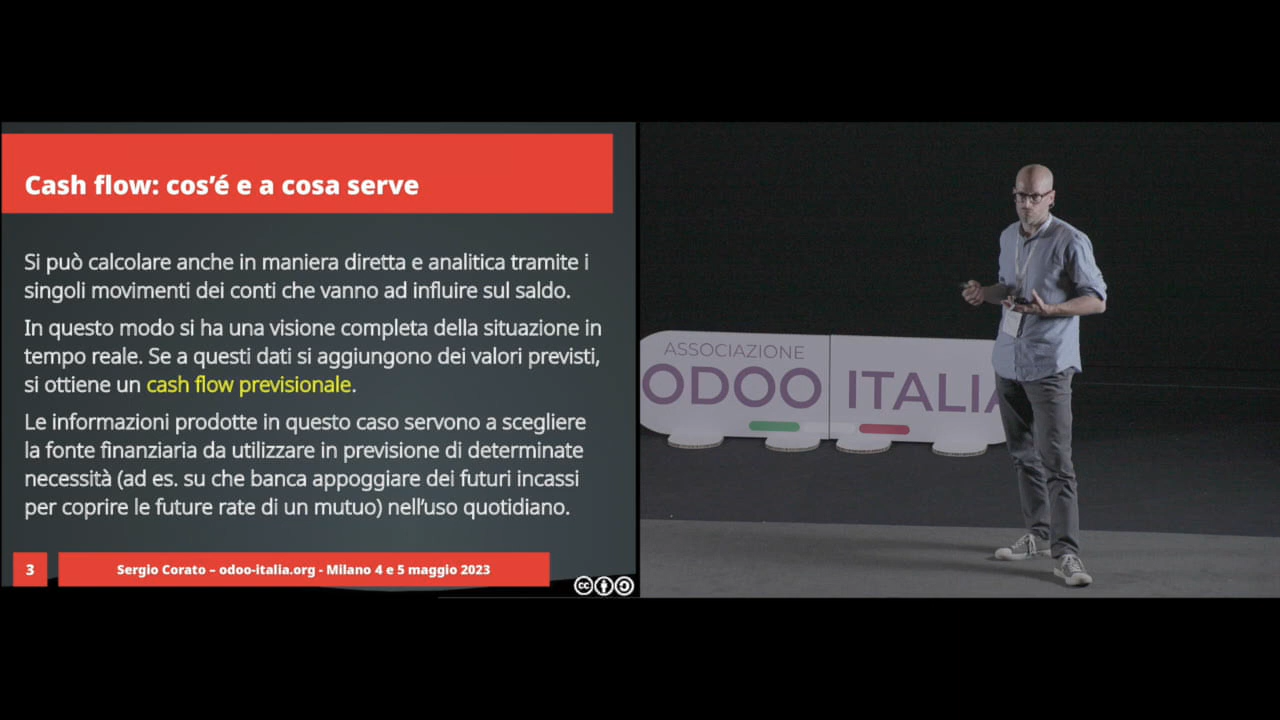 Cash flow: cos’é e a cosa serve
Si può calcolare anche in maniera diretta e analitica tramite i
singoli movimenti dei conti che vanno ad influire sul saldo.
In questo modo si ha una visione completa della situazione in
tempo reale. Se a questi dati si aggiungono dei valori previsti,
si ottiene un cash flow previsionale.
Le informazioni prodotte in questo caso servono a scegliere
la fonte finanziaria da utilizzare in previsione di determinate
necessità (ad es. su che banca appoggiare dei futuri incassi
per coprire le future rate di un mutuo) nell’uso quotidiano.
3
Sergio Corato – odoo-italia.org - Milano 4 e 5 maggio 2023
cc
ASSOCIAZIONE
ODOO ITALIA